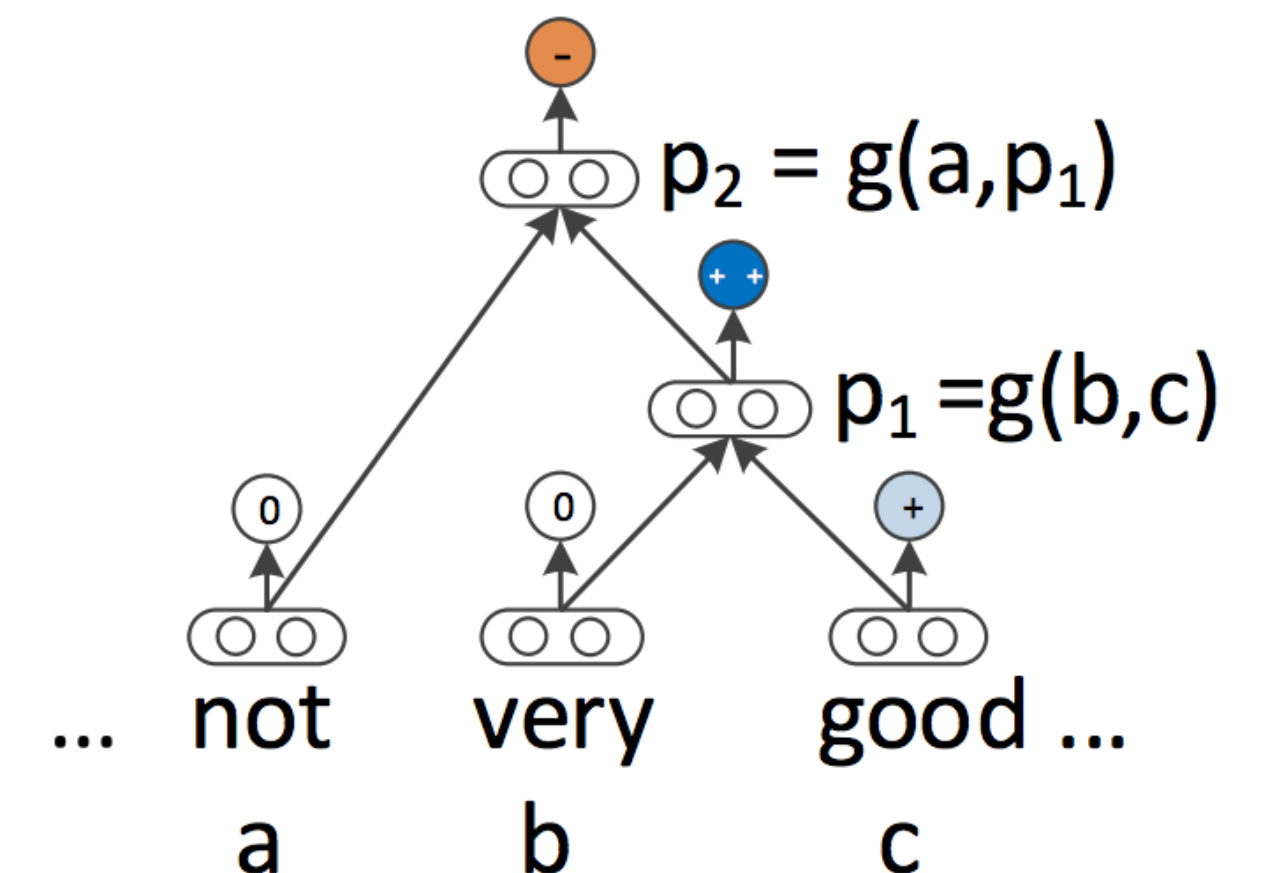 -
p₂ = g(a,p₁)
+ +
p₁ =g(b,c)
0 0 +
... not very good ...
a b c